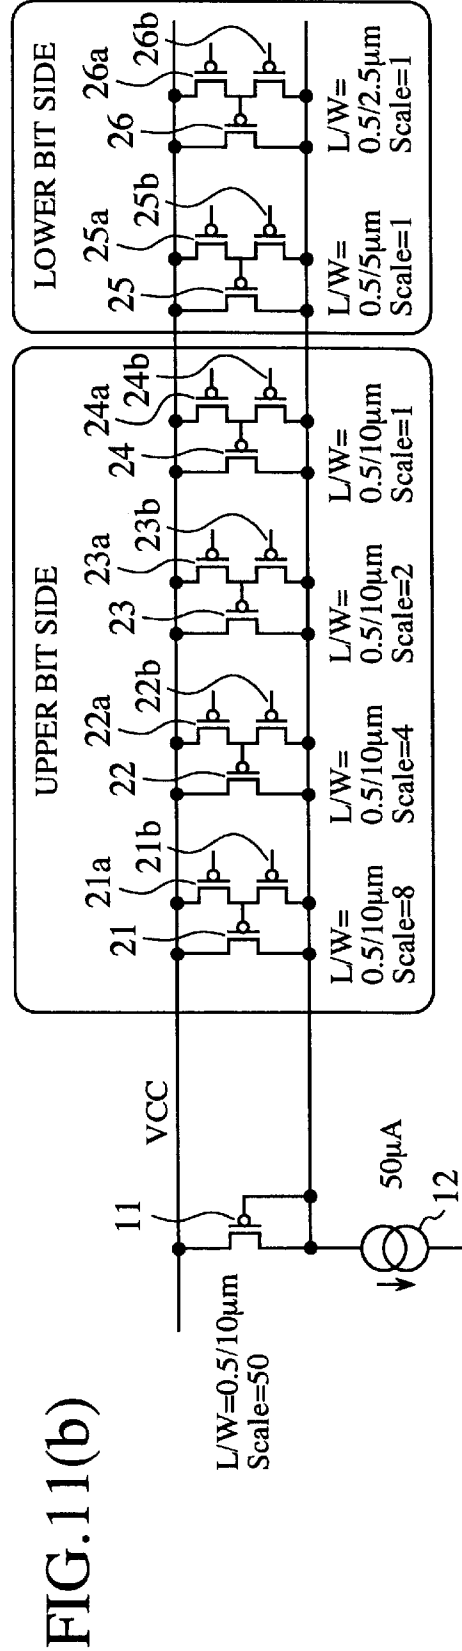 FIG.11(b)
L/W=0.5/10μm
Scale=50
11
VCC
50μA
12
UPPER BIT SIDE
21
21a
21b
L/W=
0.5/10μm
Scale=8
22
22a
22b
L/W=
0.5/10μm
Scale=4
23
23a
23b
L/W=
0.5/10μm
Scale=2
24
24a
24b
L/W=
0.5/10μm
Scale=1
LOWER BIT SIDE
25
25a
25b
L/W=
0.5/5μm
Scale=1
26
26a
26b
L/W=
0.5/2.5μm
Scale=1